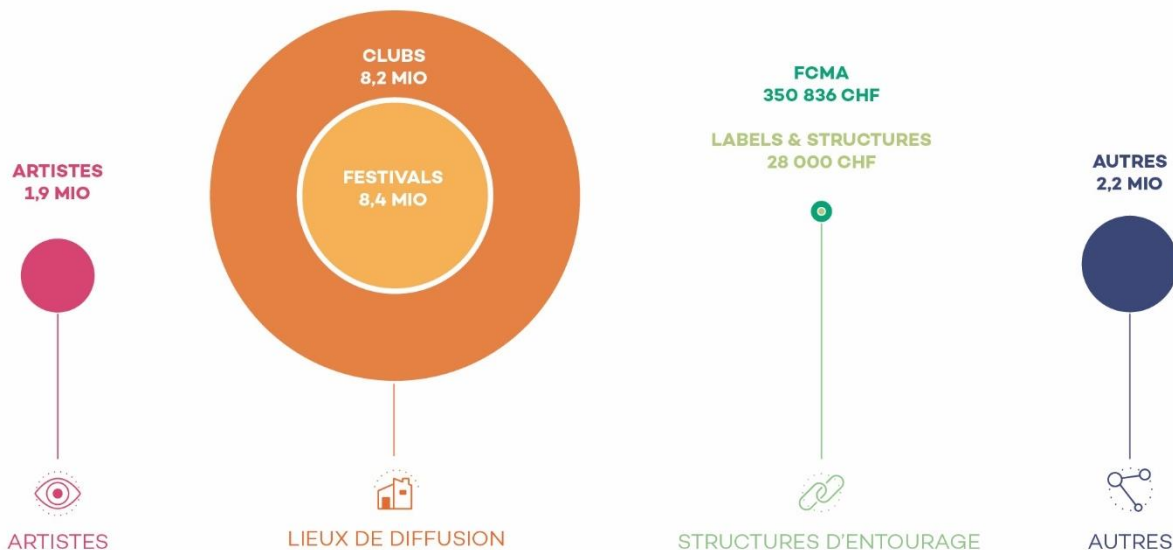 ARTISTES
1,9 MIO
CLUBS
8,2 MIO
FESTIVALS
8,4 MIO
FCMA
350 836 CHF
LABELS & STRUCTURES
28 000 CHF
AUTRES
2,2 MIO
ARTISTES
LIEUX DE DIFFUSION
STRUCTURES D'ENTOURAGE
AUTRES